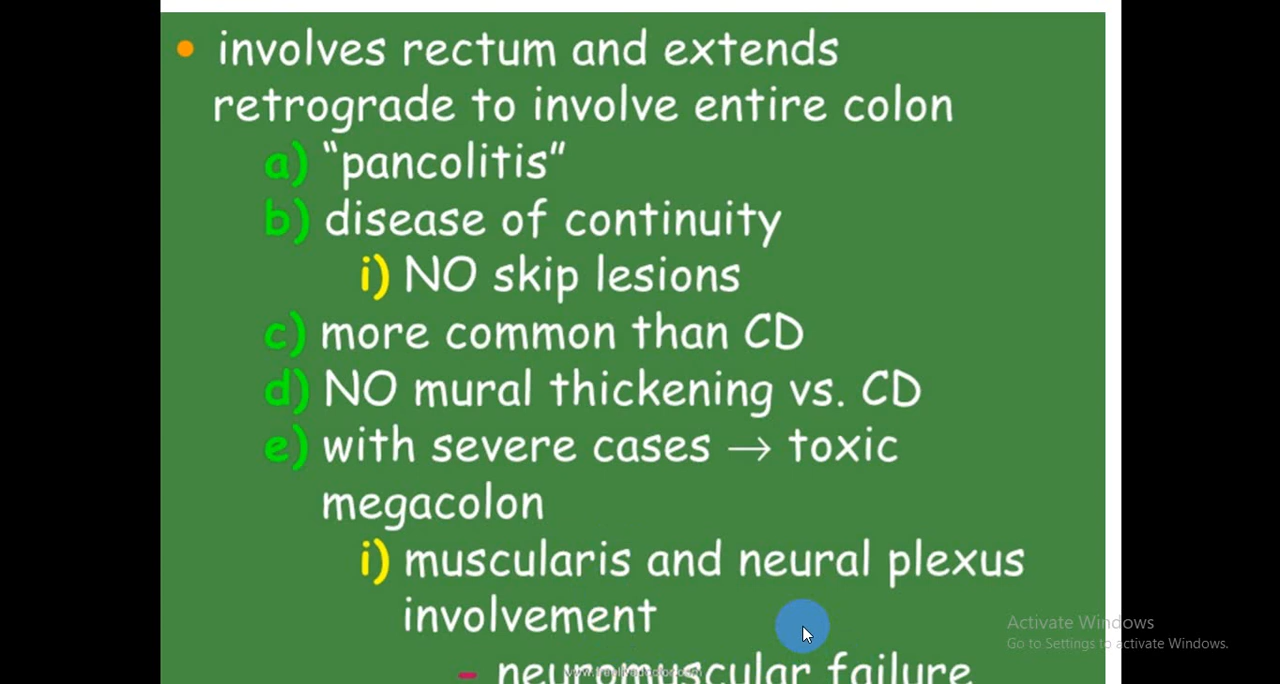 • involves rectum and extends
retrograde to involve entire colon
a) “pancolitis”
b) disease of continuity
i) NO skip lesions
c) more common than CD
d) NO mural thickening vs. CD
e) with severe cases → toxic
megacolon
i) muscularis and neural plexus
involvement
- neuromuscular failure
Activate Windows
Go to Settings to activate Windows.